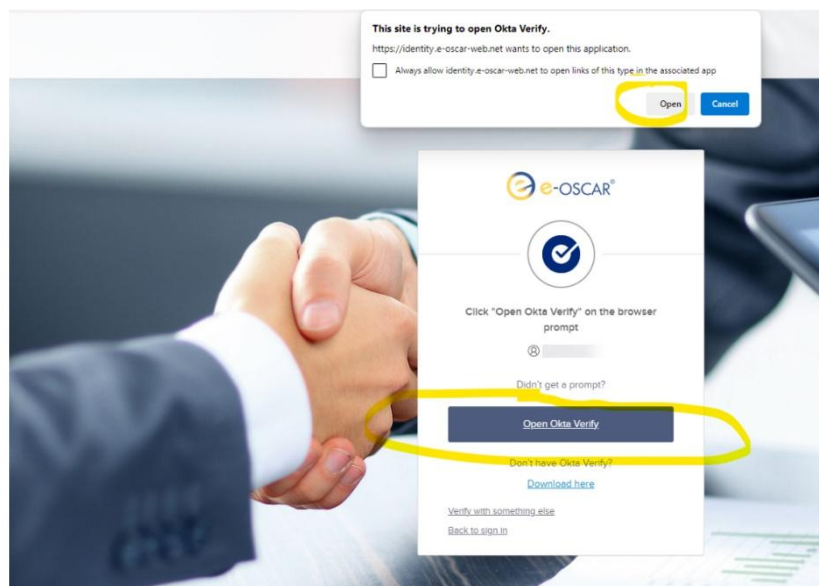 This site is trying to open Okta Verify.
https://identity.e-oscar-web.net wants to open this application.
Always allow identity.e-oscar-web.net to open links of this type in the associated app
Open Cancel
e-OSCAR®
Click "Open Okta Verify" on the browser
prompt
Didn't get a prompt?
Open Okta Verify
Don't have Okta Verify?
Download here
Verify with something else
Back to sign in